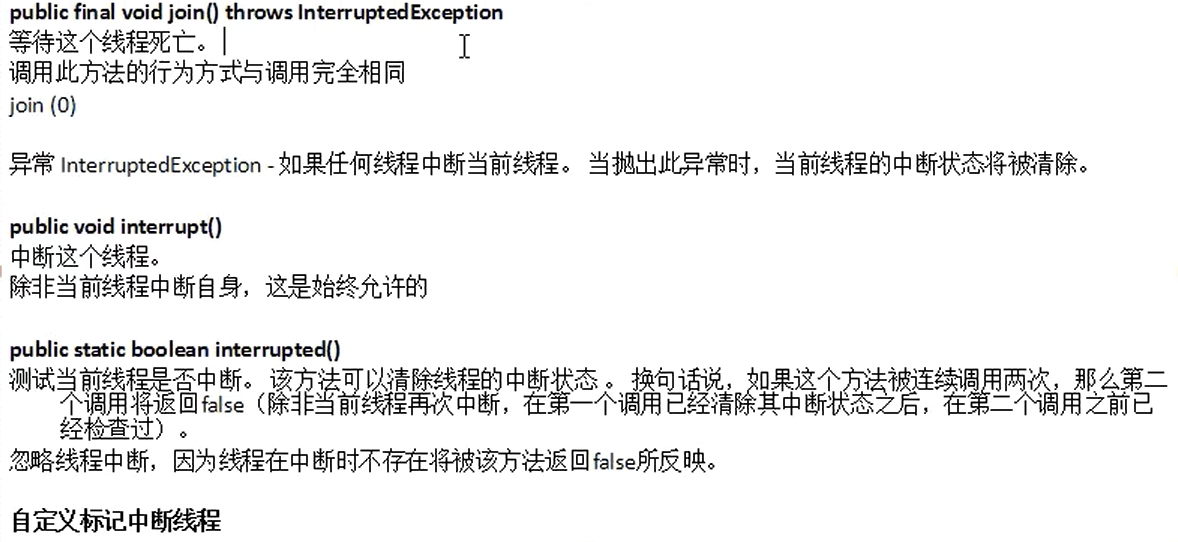 public final void join() throws InterruptedException
等待这个线程死亡。
调用此方法的行为方式与调用完全相同
join (0)
异常 InterruptedException - 如果任何线程中断当前线程。 当抛出此异常时，当前线程的中断状态将被清除。
public void interrupt()
中断这个线程。
除非当前线程中断自身，这是始终允许的
public static boolean interrupted()
测试当前线程是否中断。 该方法可以清除线程的中断状态 。 换句话说，如果这个方法被连续调用两次，那么第二
个调用将返回false（除非当前线程再次中断，在第一个调用已经清除其中断状态之后，在第二个调用之前已
经检查过）。
忽略线程中断，因为线程在中断时不存在将被该方法返回false所反映。
自定义标记中断线程